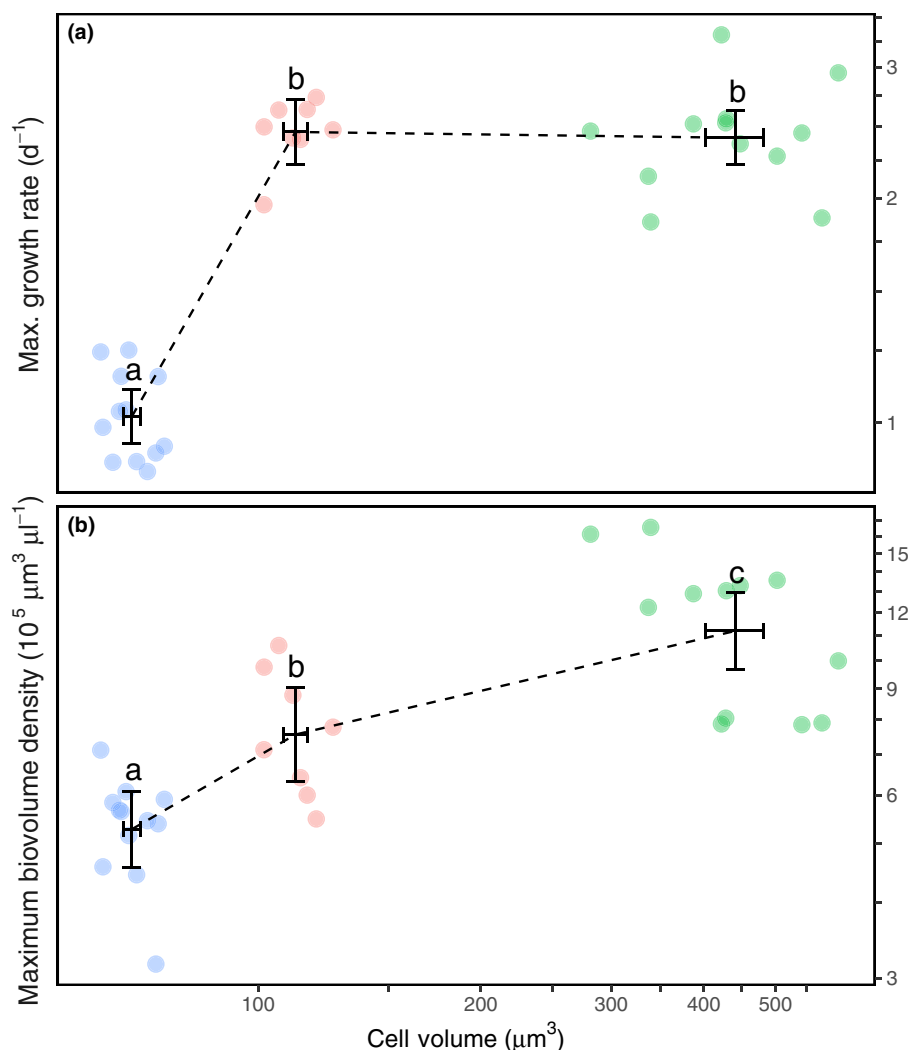 (a)
Max. growth rate (d⁻¹)
a
b
b
3
2
1
(b)
Maximum biovolume density (10⁵ μm³ μl⁻¹)
a
b
c
15
12
9
6
3
100
200
300
400
500
Cell volume (μm³)